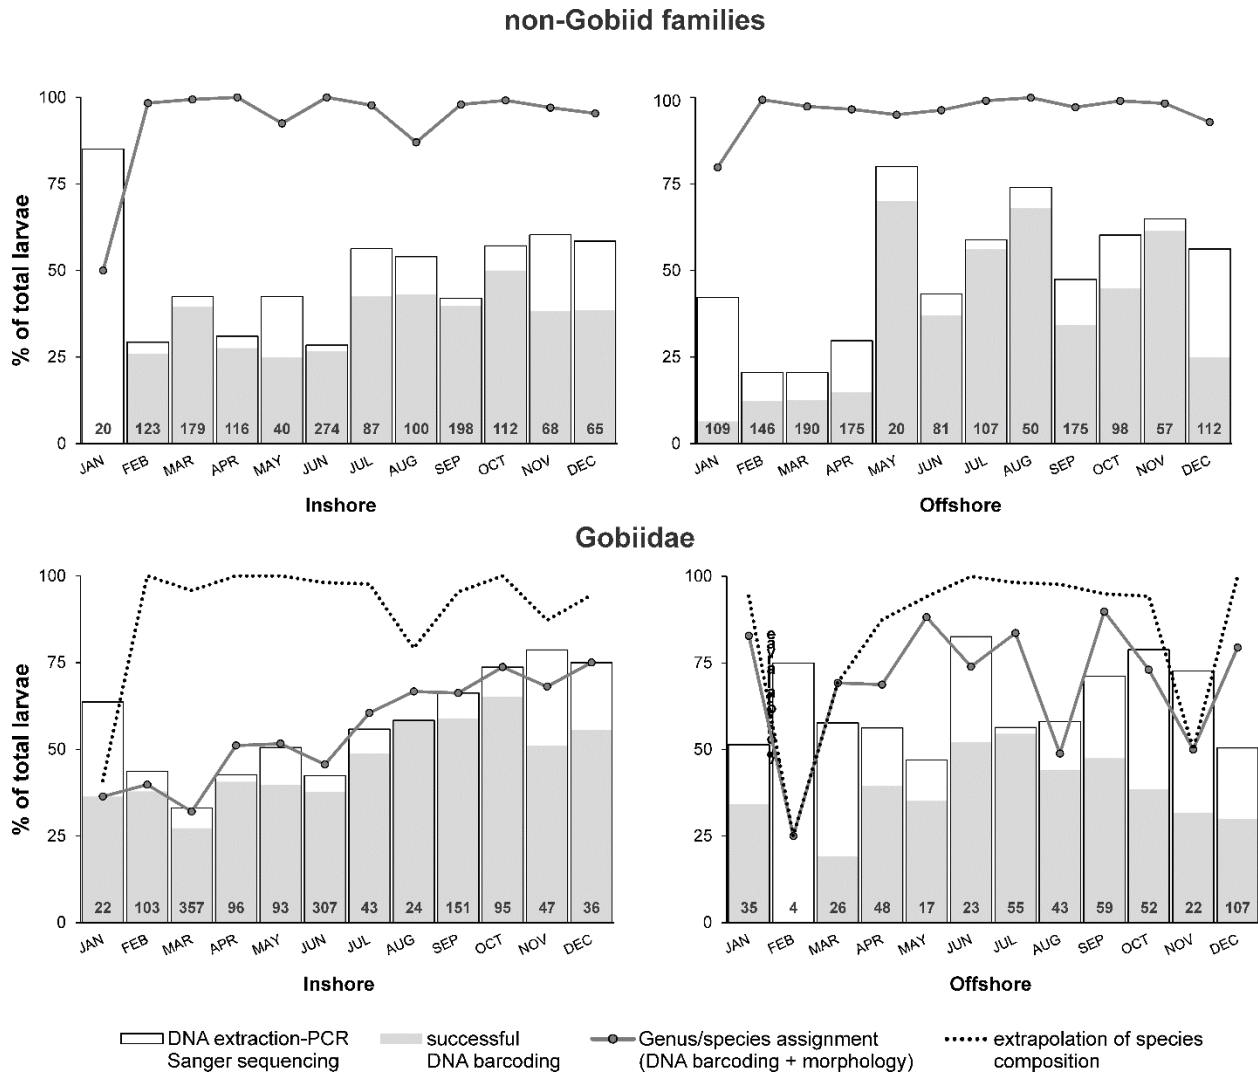 non-Gobiid families
% of total larvae
100
75
50
25
0
20 123 179 116 40 274 87 100 198 112 68 65
JAN FEB MAR APR MAY JUN JUL AUG SEP OCT NOV DEC
Inshore
100
75
50
25
0
109 146 190 175 20 81 107 50 175 98 57 112
JAN FEB MAR APR MAY JUN JUL AUG SEP OCT NOV DEC
Offshore
Gobiidae
% of total larvae
100
75
50
25
0
22 103 357 96 93 307 43 24 151 95 47 36
JAN FEB MAR APR MAY JUN JUL AUG SEP OCT NOV DEC
Inshore
100
75
50
25
0
35 4 26 48 17 23 55 43 59 52 22 107
JAN FEB MAR APR MAY JUN JUL AUG SEP OCT NOV DEC
Offshore
DNA extraction-PCR
Sanger sequencing
successful
DNA barcoding
Genus/species assignment
(DNA barcoding + morphology)
extrapolation of species
composition